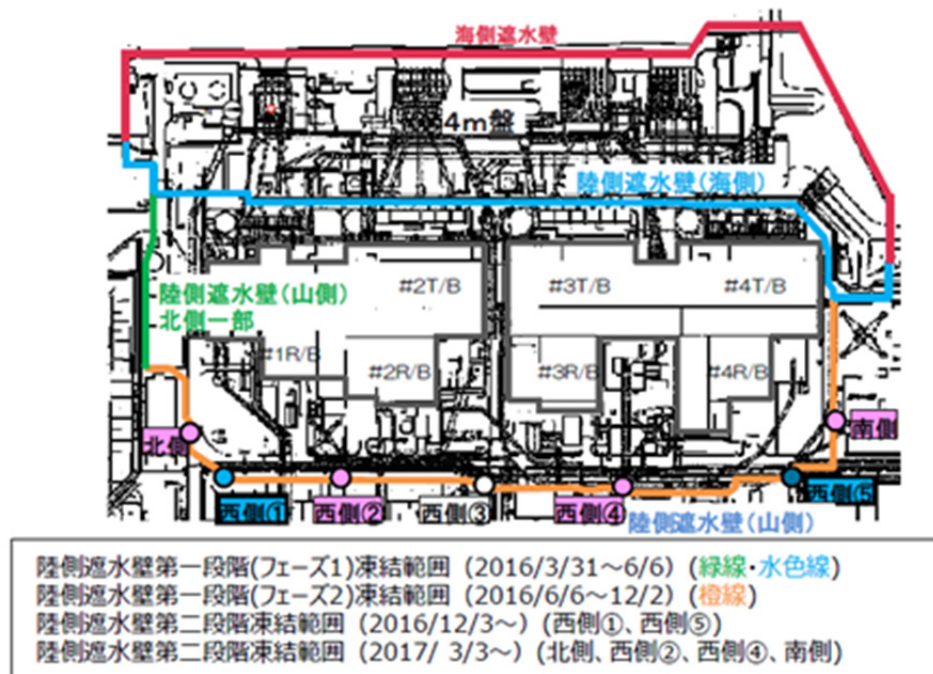 海側遮水壁
4m盤
陸側遮水壁(海側)
#2T/B
#3T/B
#4T/B
陸側遮水壁(山側)
北側一部
#1R/B
#2R/B
#3R/B
#4R/B
北側
南側
西側①
西側②
西側③
西側④
西側⑤
陸側遮水壁(山側)
陸側遮水壁第一段階(フェーズ1)凍結範囲 (2016/3/31~6/6) (緑線・水色線)
陸側遮水壁第一段階(フェーズ2)凍結範囲 (2016/6/6~12/2) (橙線)
陸側遮水壁第二段階凍結範囲 (2016/12/3~) (西側①、西側⑤)
陸側遮水壁第二段階凍結範囲 (2017/ 3/3~) (北側、西側②、西側④、南側)